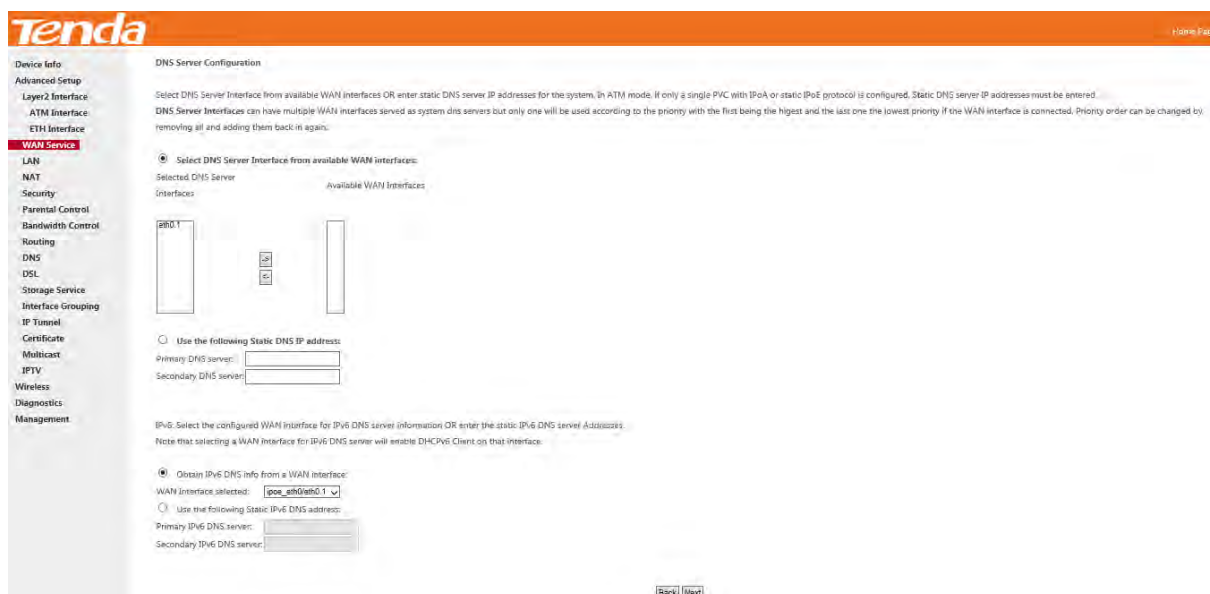 Tenda
Device Info
Advanced Setup
Layer2 Interface
ATM Interface
ETH Interface
WAN Service
LAN
NAT
Security
Parental Control
Bandwidth Control
Routing
DNS
DSL
Storage Service
Interface Grouping
IP Tunnel
Certificate
Multicast
IPTV
Wireless
Diagnostics
Management
DNS Server Configuration
Select DNS Server Interface from available WAN interfaces OR enter static DNS server IP addresses for the system. In ATM mode, if only a single PVC with IPoA or static IPoE protocol is configured, Static DNS server IP addresses must be entered.
DNS Server Interfaces can have multiple WAN interfaces served as system dns servers but only one will be used according to the priority with the first being the higest and the last one the lowest priority if the WAN interface is connected. Priority order can be changed by
removing all and adding them back in again.
Select DNS Server Interface from available WAN interfaces:
Selected DNS Server
Interfaces
Available WAN Interfaces
eth0.1
->
<-
Use the following Static DNS IP address:
Primary DNS server:
Secondary DNS server:
IPv6: Select the configured WAN interface for IPv6 DNS server information OR enter the static IPv6 DNS server Addresses.
Note that selecting a WAN interface for IPv6 DNS server will enable DHCPv6 Client on that interface.
Obtain IPv6 DNS info from a WAN interface:
WAN Interface selected: ipoe_eth0/eth0.1
Use the following Static IPv6 DNS address:
Primary IPv6 DNS server:
Secondary IPv6 DNS server:
Back Next